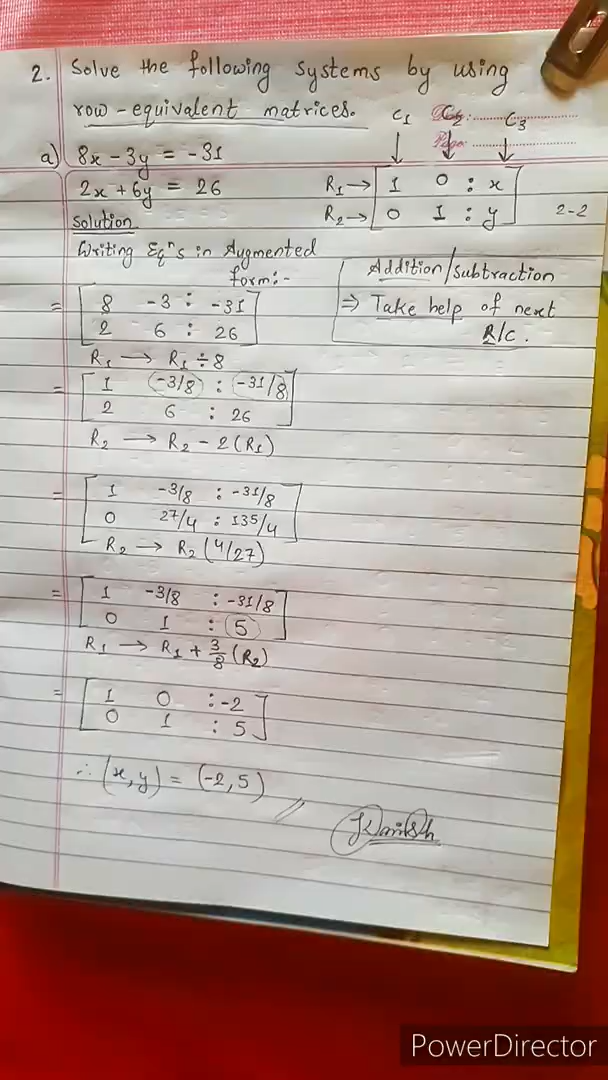 2. Solve the following systems by using
row-equivalent matrices.
C1 C2 C3
a) 8x - 3y = -31
2x + 6y = 26
R1 → [ 1 0 : x ]
R2 → [ 0 1 : y ]
2-2
Solution
Writing Eqⁿs in Augmented
form:-
Addition/Subtraction
⇒ Take help of next
R/C.
= [ 8 -3 : -31
2 6 : 26 ]
R1 → R1 ÷ 8
= [ 1 -3/8 : -31/8
2 6 : 26 ]
R2 → R2 - 2(R1)
= [ 1 -3/8 : -31/8
0 27/4 : 135/4 ]
R2 → R2 (4/27)
= [ 1 -3/8 : -31/8
0 1 : 5 ]
R1 → R1 + 3/8 (R2)
= [ 1 0 : -2
0 1 : 5 ]
∴ (x,y) = (-2,5)
PowerDirector